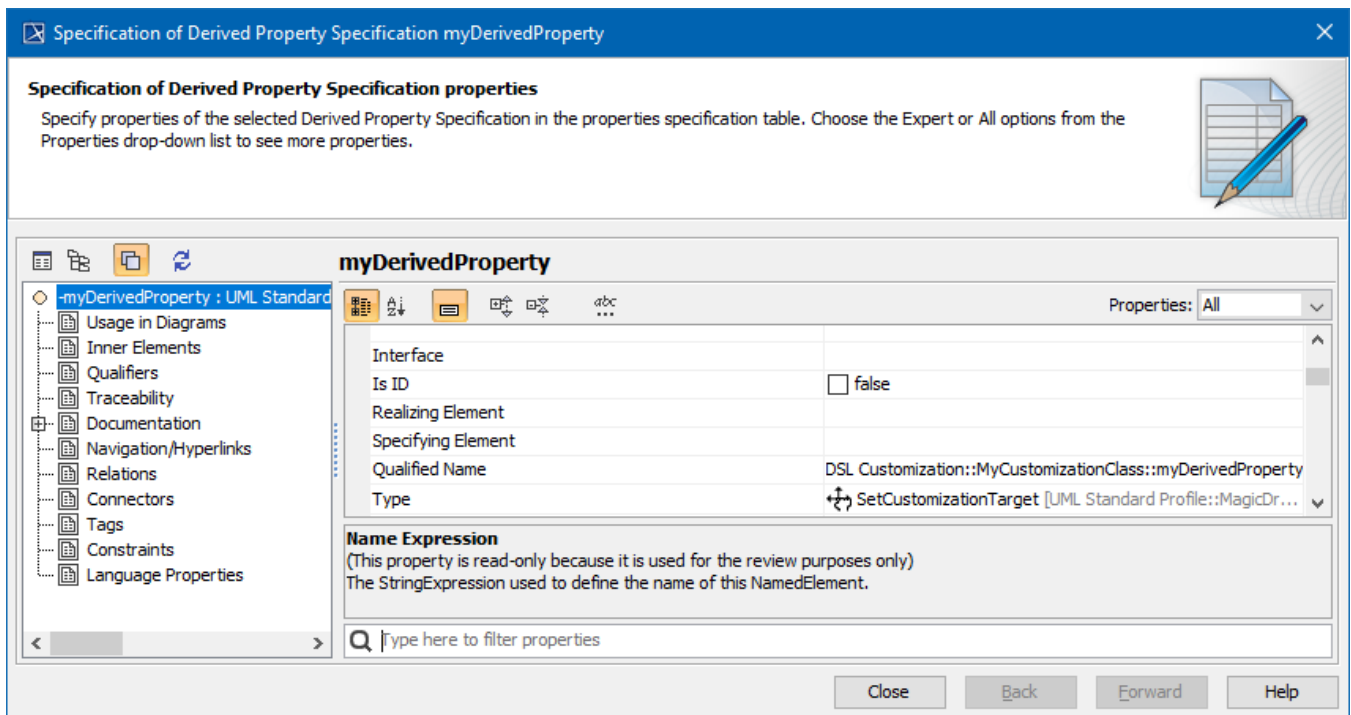 Specification of Derived Property Specification myDerivedProperty
Specification of Derived Property Specification properties
Specify properties of the selected Derived Property Specification in the properties specification table. Choose the Expert or All options from the
Properties drop-down list to see more properties.
myDerivedProperty
-myDerivedProperty : UML Standard
Usage in Diagrams
Inner Elements
Qualifiers
Traceability
Documentation
Navigation/Hyperlinks
Relations
Connectors
Tags
Constraints
Language Properties
Properties: All
Interface
Is ID false
Realizing Element
Specifying Element
Qualified Name DSL Customization::MyCustomizationClass::myDerivedProperty
Type SetCustomizationTarget [UML Standard Profile::MagicDr...
Name Expression
(This property is read-only because it is used for the review purposes only)
The StringExpression used to define the name of this NamedElement.
Type here to filter properties
Close Back Forward Help